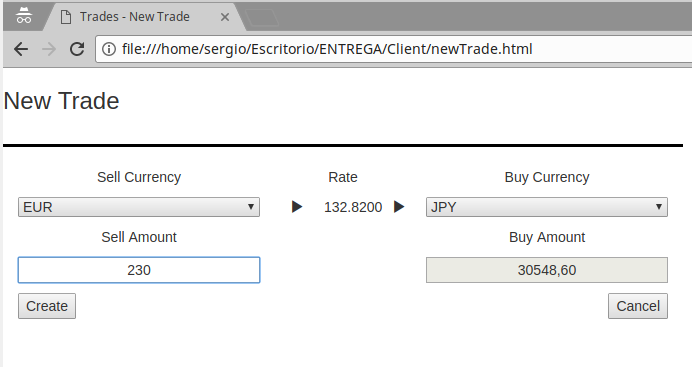 Trades - New Trade
file:///home/sergio/Escritorio/ENTREGA/Client/newTrade.html
New Trade
Sell Currency Rate Buy Currency
EUR 132.8200 JPY
Sell Amount Buy Amount
230 30548,60
Create Cancel